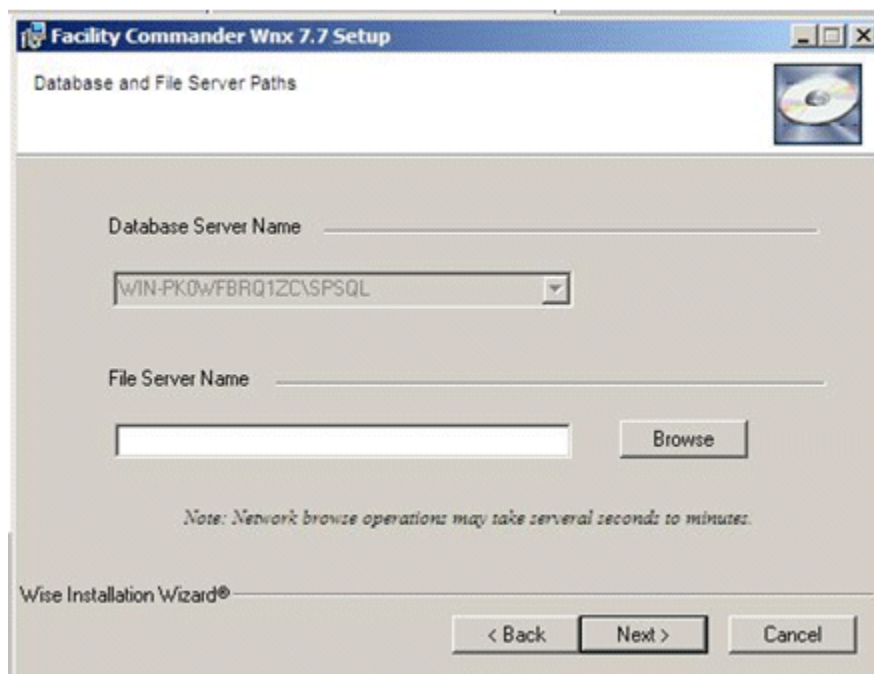 Facility Commander Wnx 7.7 Setup
Database and File Server Paths
Database Server Name
WIN-PK0WFBRQ1ZC\SPSQL
File Server Name
Browse
Note: Network browse operations may take serveral seconds to minutes.
Wise Installation Wizard®
< Back
Next >
Cancel